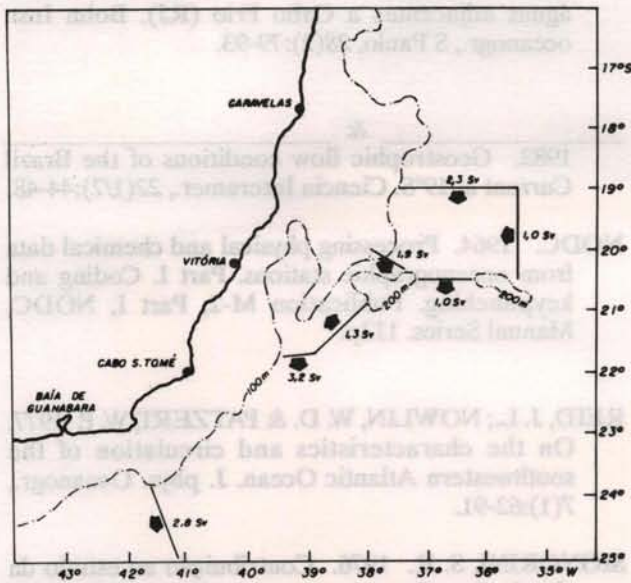 17°S
CARAVELAS
18°
2,3 Sv
19°
1,0 Sv
VITÓRIA
1,9 Sv
20°
200m
1,0 Sv
200m
21°
1,3 Sv
CABO S. TOMÉ
3,2 Sv
22°
100m
BAÍA DE
GUANABARA
23°
24°
2,8 Sv
25°
43° 42° 41° 40° 39° 38° 37° 36° 35° W